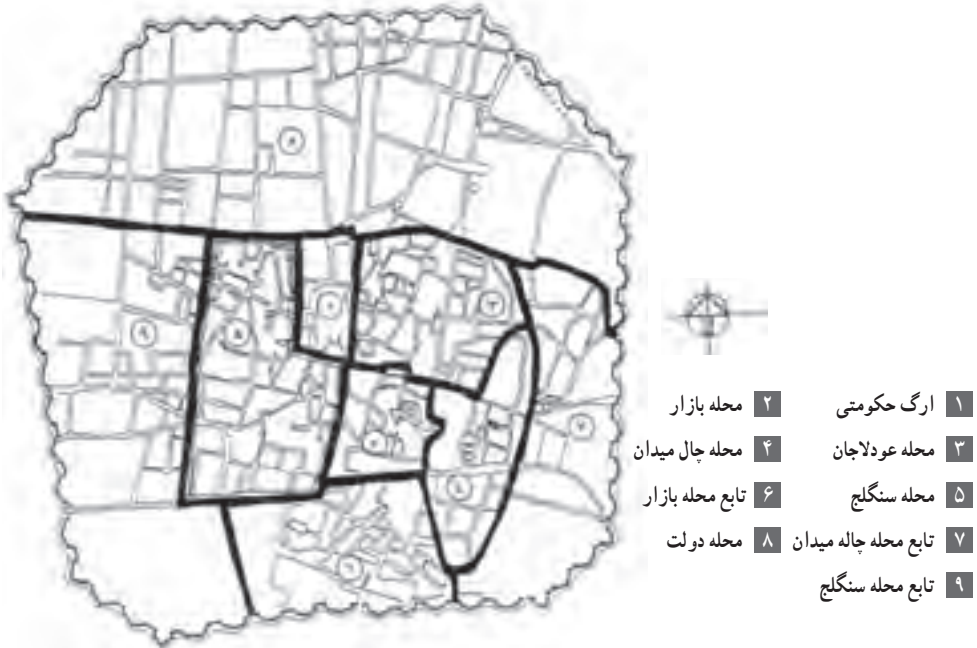 ۱ ارگ حکومتی ۲ محله بازار
۳ محله عودلاجان ۴ محله چال میدان
۵ محله سنگلج ۶ تابع محله بازار
۷ تابع محله چاله میدان ۸ محله دولت
۹ تابع محله سنگلج